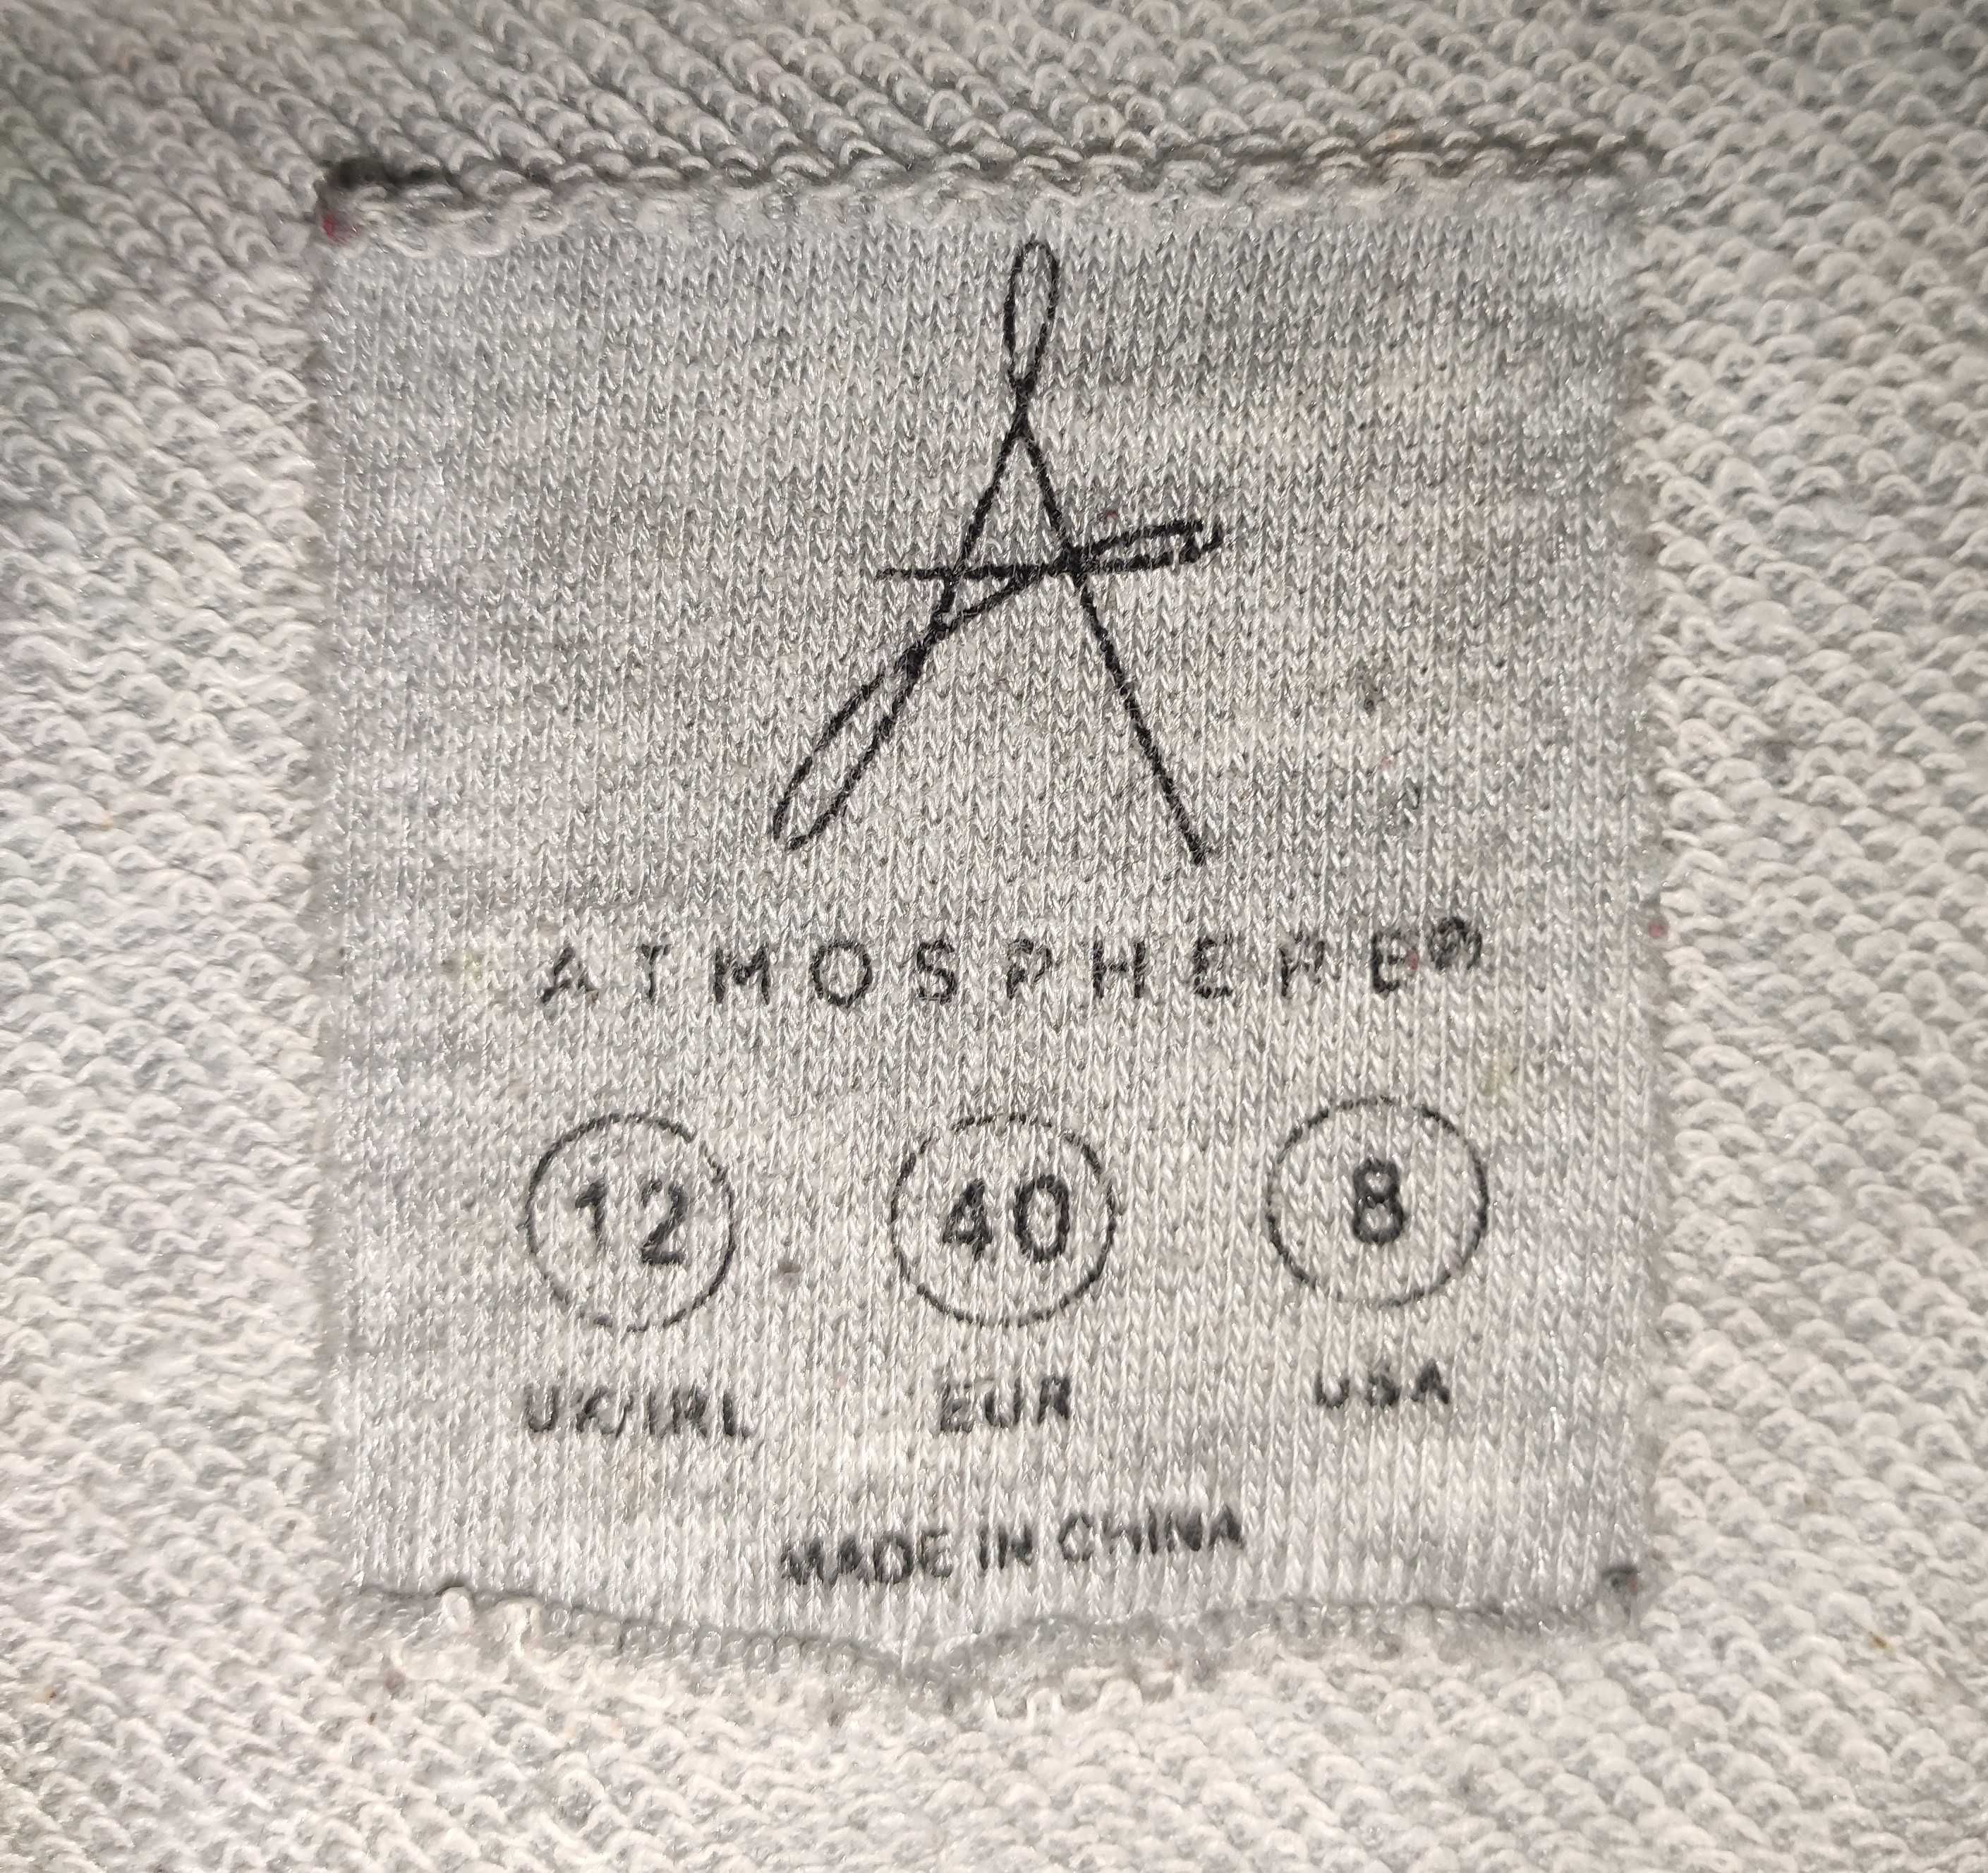 A
ATMOSPHERE®
12 40 8
UK/IRL EUR USA
MADE IN CHINA